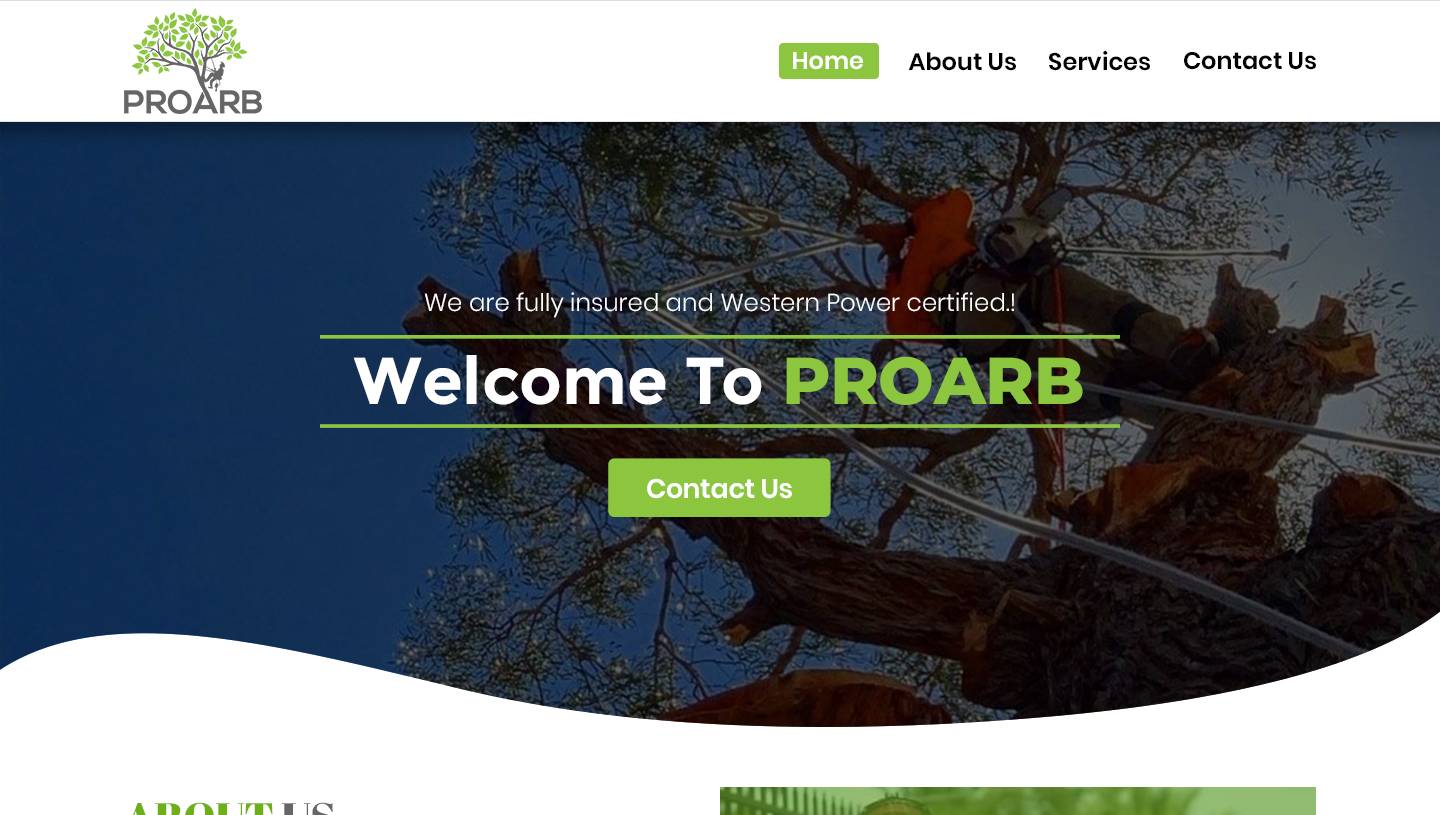 PROARB
Home About Us Services Contact Us
We are fully insured and Western Power certified.!
Welcome To PROARB
Contact Us
ABOUT US